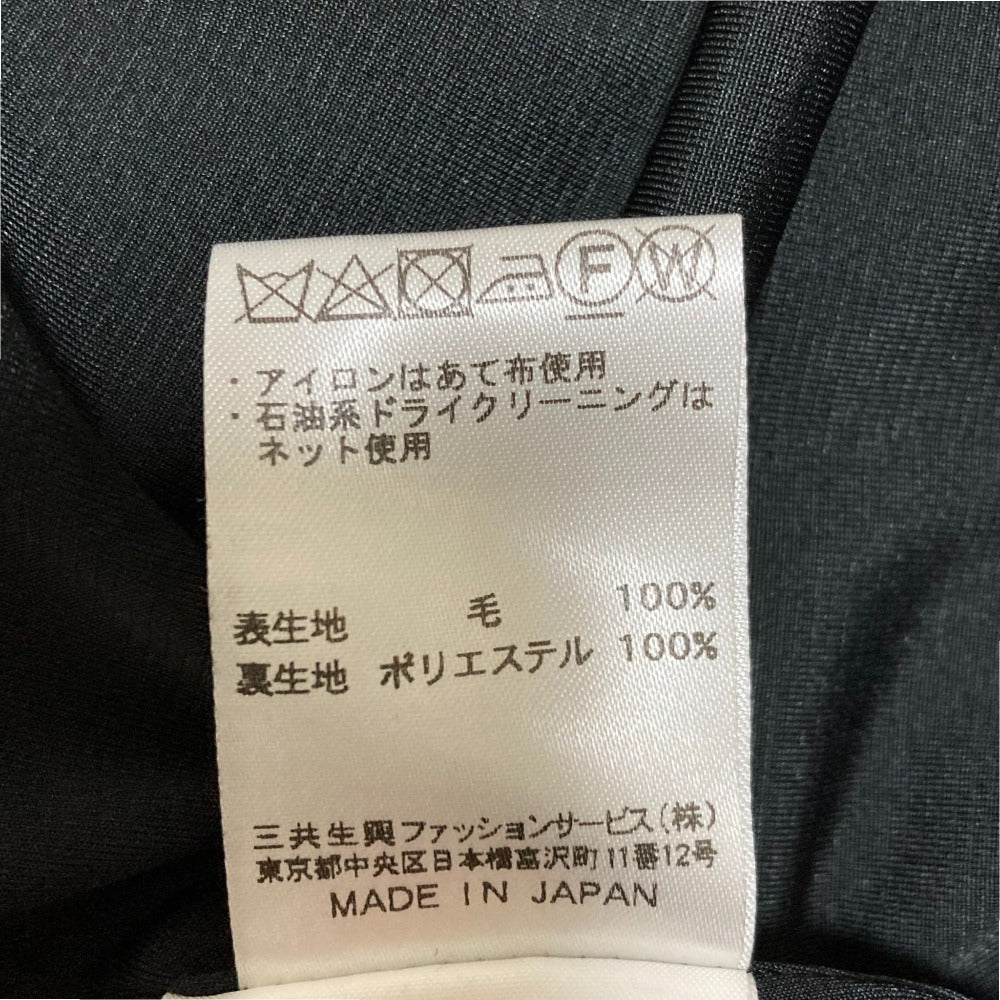 F W
・アイロンはあて布使用
・石油系ドライクリーニングは
ネット使用
表生地 毛 100%
裏生地 ポリエステル 100%
三共生興ファッションサービス(株)
東京都中央区日本橋富沢町11番12号
MADE IN JAPAN